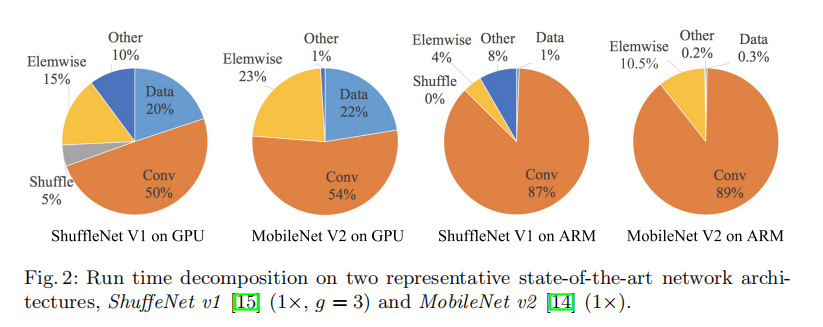 Other
10%
Elemwise
15%
Data
20%
Conv
50%
Shuffle
5%
ShuffleNet V1 on GPU
Other
1%
Elemwise
23%
Data
22%
Conv
54%
MobileNet V2 on GPU
Elemwise
4%
Other
8%
Data
1%
Shuffle
0%
Conv
87%
ShuffleNet V1 on ARM
Elemwise
10.5%
Other
0.2%
Data
0.3%
Conv
89%
MobileNet V2 on ARM
Fig. 2: Run time decomposition on two representative state-of-the-art network archi-
tectures, ShuffeNet v1 [15] (1×, g = 3) and MobileNet v2 [14] (1×).